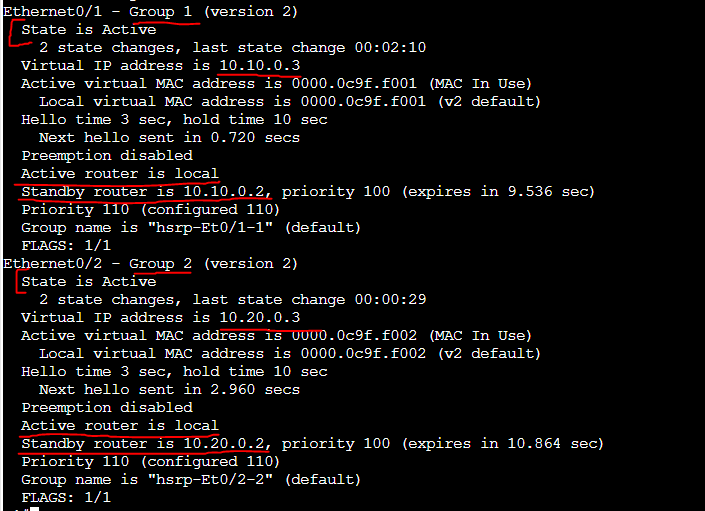 Ethernet0/1 - Group 1 (version 2)
State is Active
2 state changes, last state change 00:02:10
Virtual IP address is 10.10.0.3
Active virtual MAC address is 0000.0c9f.f001 (MAC In Use)
Local virtual MAC address is 0000.0c9f.f001 (v2 default)
Hello time 3 sec, hold time 10 sec
Next hello sent in 0.720 secs
Preemption disabled
Active router is local
Standby router is 10.10.0.2, priority 100 (expires in 9.536 sec)
Priority 110 (configured 110)
Group name is "hsrp-Et0/1-1" (default)
FLAGS: 1/1
Ethernet0/2 - Group 2 (version 2)
State is Active
2 state changes, last state change 00:00:29
Virtual IP address is 10.20.0.3
Active virtual MAC address is 0000.0c9f.f002 (MAC In Use)
Local virtual MAC address is 0000.0c9f.f002 (v2 default)
Hello time 3 sec, hold time 10 sec
Next hello sent in 2.960 secs
Preemption disabled
Active router is local
Standby router is 10.20.0.2, priority 100 (expires in 10.864 sec)
Priority 110 (configured 110)
Group name is "hsrp-Et0/2-2" (default)
FLAGS: 1/1